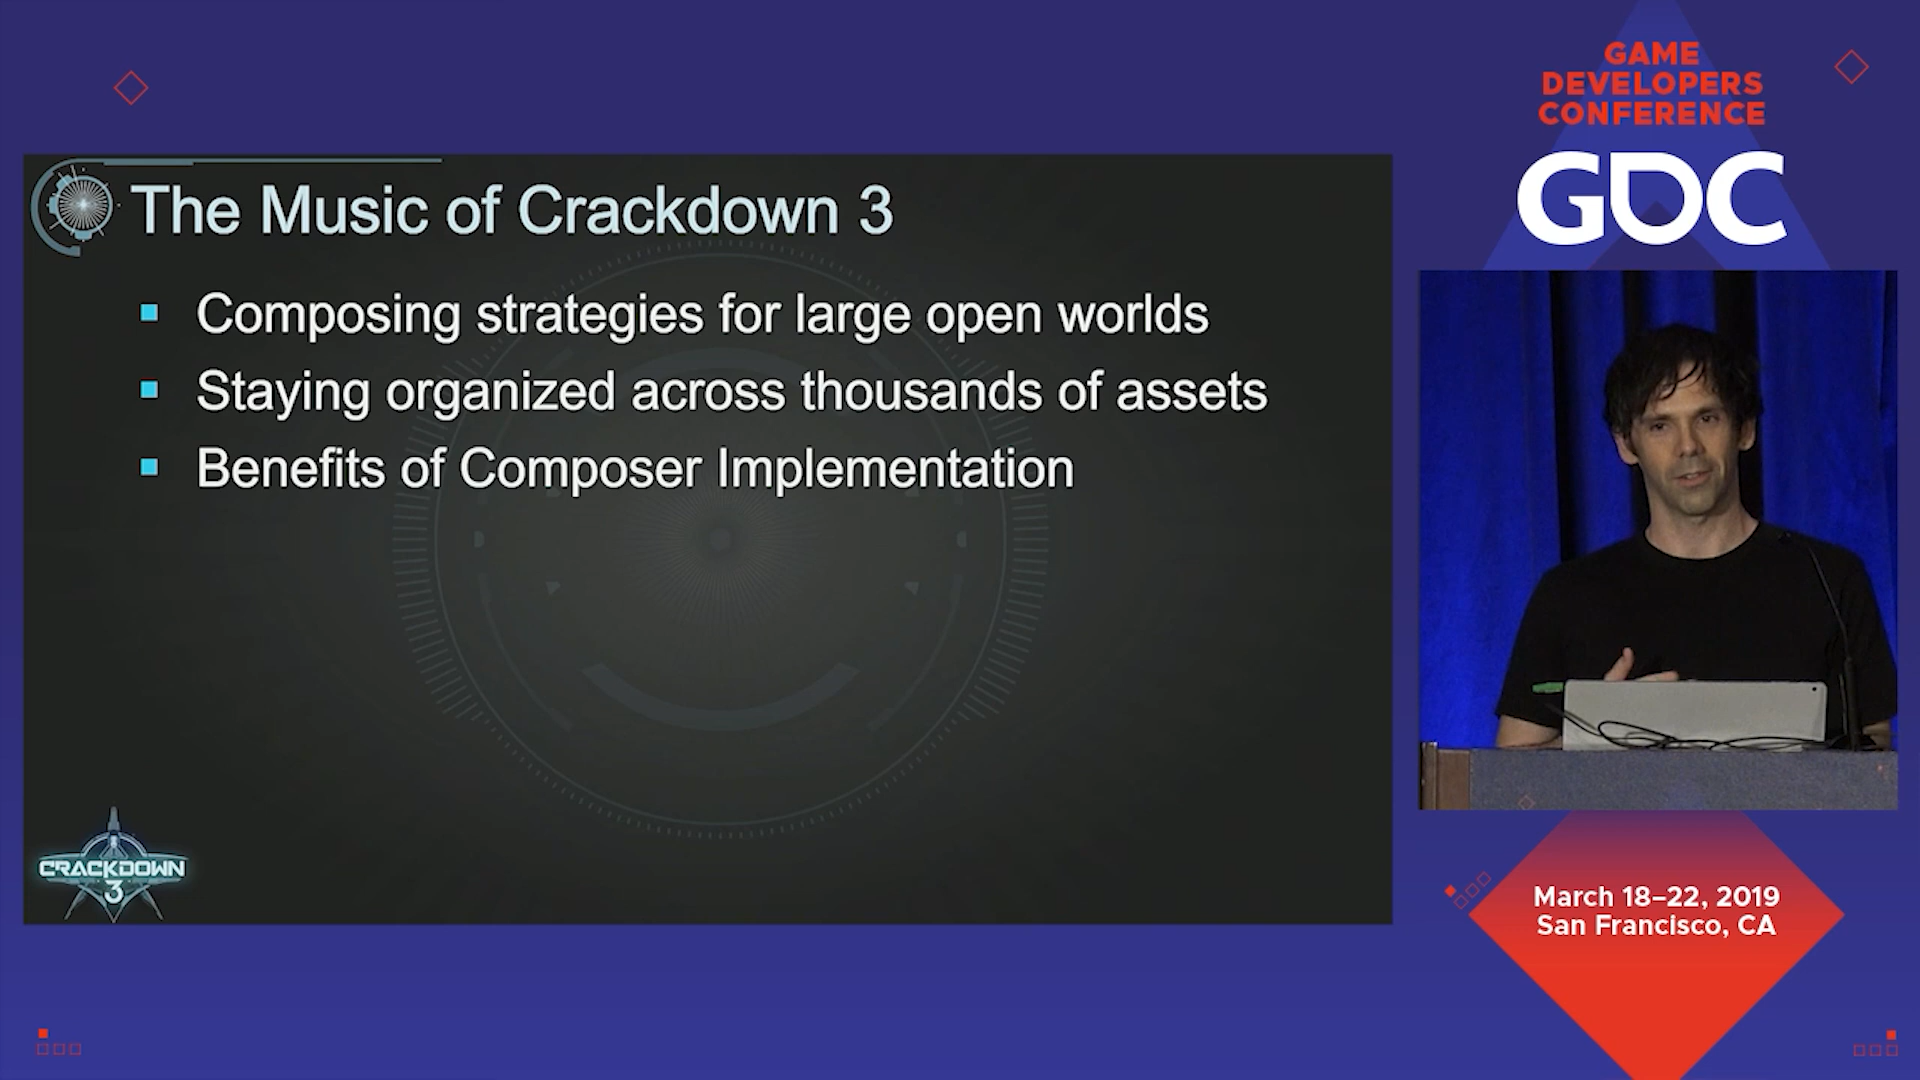 The Music of Crackdown 3
Composing strategies for large open worlds
Staying organized across thousands of assets
Benefits of Composer Implementation
CRACKDOWN
3
GAME
DEVELOPERS
CONFERENCE
GDC
March 18–22, 2019
San Francisco, CA